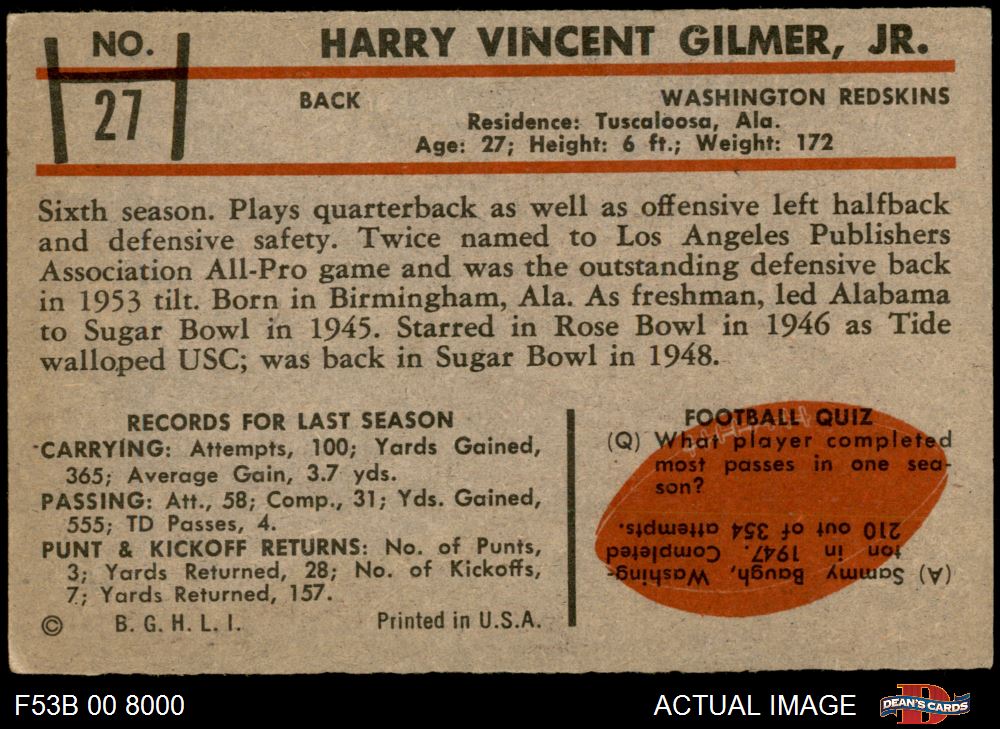 NO.
27
HARRY VINCENT GILMER, JR.
BACK
WASHINGTON REDSKINS
Residence: Tuscaloosa, Ala.
Age: 27; Height: 6 ft.; Weight: 172
Sixth season. Plays quarterback as well as offensive left halfback
and defensive safety. Twice named to Los Angeles Publishers
Association All-Pro game and was the outstanding defensive back
in 1953 tilt. Born in Birmingham, Ala. As freshman, led Alabama
to Sugar Bowl in 1945. Starred in Rose Bowl in 1946 as Tide
walloped USC; was back in Sugar Bowl in 1948.
RECORDS FOR LAST SEASON
CARRYING: Attempts, 100; Yards Gained,
365; Average Gain, 3.7 yds.
PASSING: Att., 58; Comp., 31; Yds. Gained,
555; TD Passes, 4.
PUNT & KICKOFF RETURNS: No. of Punts,
3; Yards Returned, 28; No. of Kickoffs,
7; Yards Returned, 157.
© B. G. H. L. I.
Printed in U.S.A.
FOOTBALL QUIZ
(Q) What player completed
most passes in one sea-
son?
(A) Sammy Baugh, Washing-
ton in 1947. Completed
210 out of 354 attempts.
F53B 00 8000
ACTUAL IMAGE
D
DEAN'S CARDS